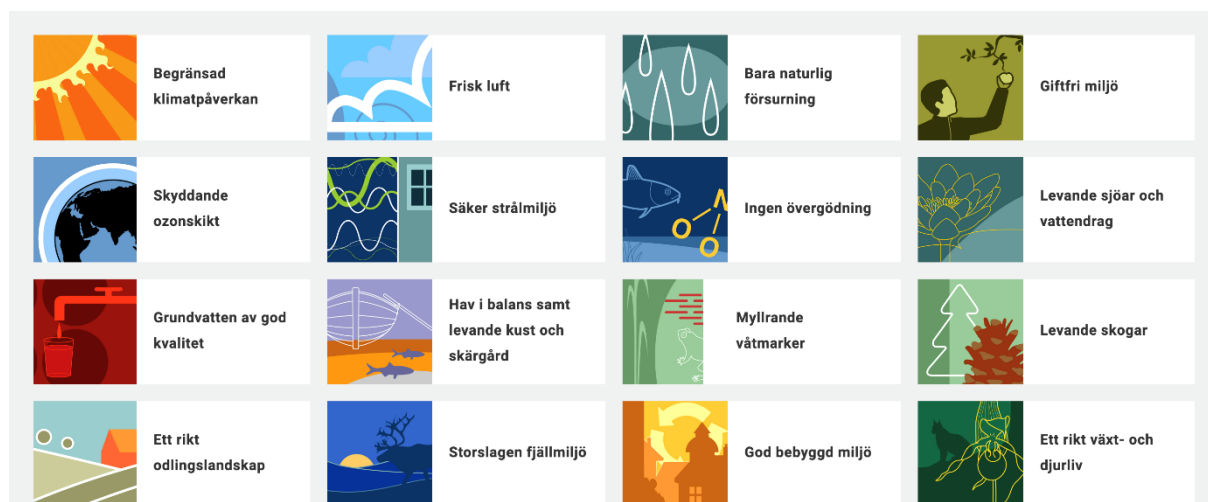 Begränsad
klimatpåverkan
Frisk luft
Bara naturlig
försurning
Giftfri miljö
Skyddande
ozonskikt
Säker strålmiljö
Ingen övergödning
N
O
O
Levande sjöar och
vattendrag
Grundvatten av god
kvalitet
Hav i balans samt
levande kust och
skärgård
Myllrande
våtmarker
Levande skogar
Ett rikt
odlingslandskap
Storslagen fjällmiljö
God bebyggd miljö
Ett rikt växt- och
djurliv